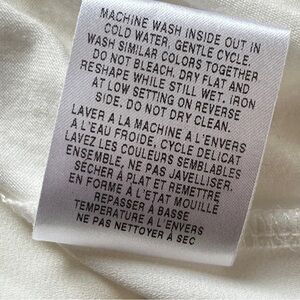 MACHINE WASH INSIDE OUT IN
COLD WATER, GENTLE CYCLE.
WASH SIMILAR COLORS TOGETHER
DO NOT BLEACH. DRY FLAT AND
RESHAPE WHILE STILL WET. IRON
AT LOW SETTING ON REVERSE
SIDE. DO NOT DRY CLEAN.
LAVER A LA MACHINE A L'ENVERS
A L'EAU FROIDE, CYCLE DELICAT
LAVEZ LES COULEURS SEMBLABLES
ENSEMBLE, NE PAS JAVELLISER.
SECHER A PLAT ET REMETTRE
EN FORME A L'ETAT MOUILLÉ
REPASSER A BASSE
TEMPERATURE A L'ENVERS
NE PAS NETTOYER A SEC